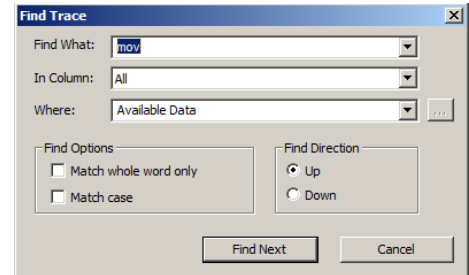 Find Trace
Find What: mov
In Column: All
Where: Available Data ...
Find Options Find Direction
Match whole word only Up
Match case Down
Find Next Cancel